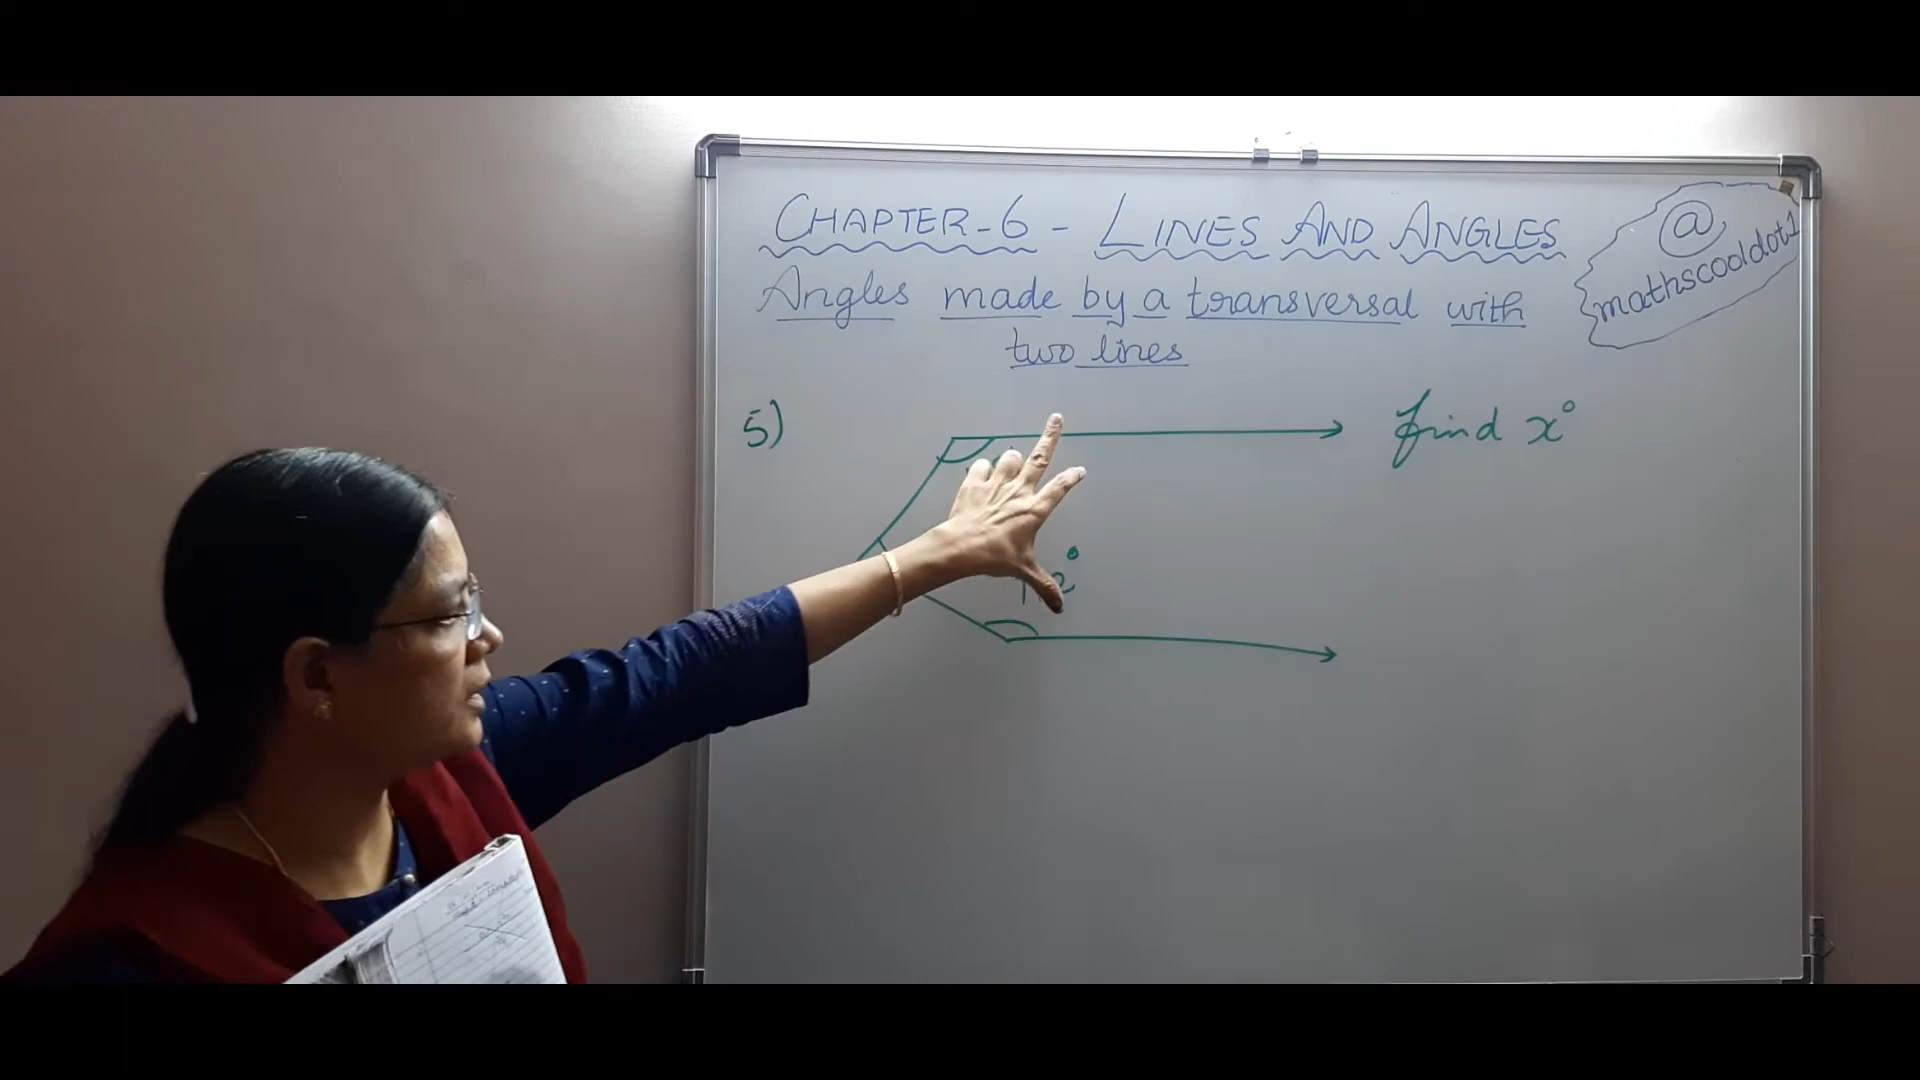 CHAPTER-6 - LINES AND ANGLES
@mathscooldot1
Angles made by a transversal with
two lines
5)
find x°